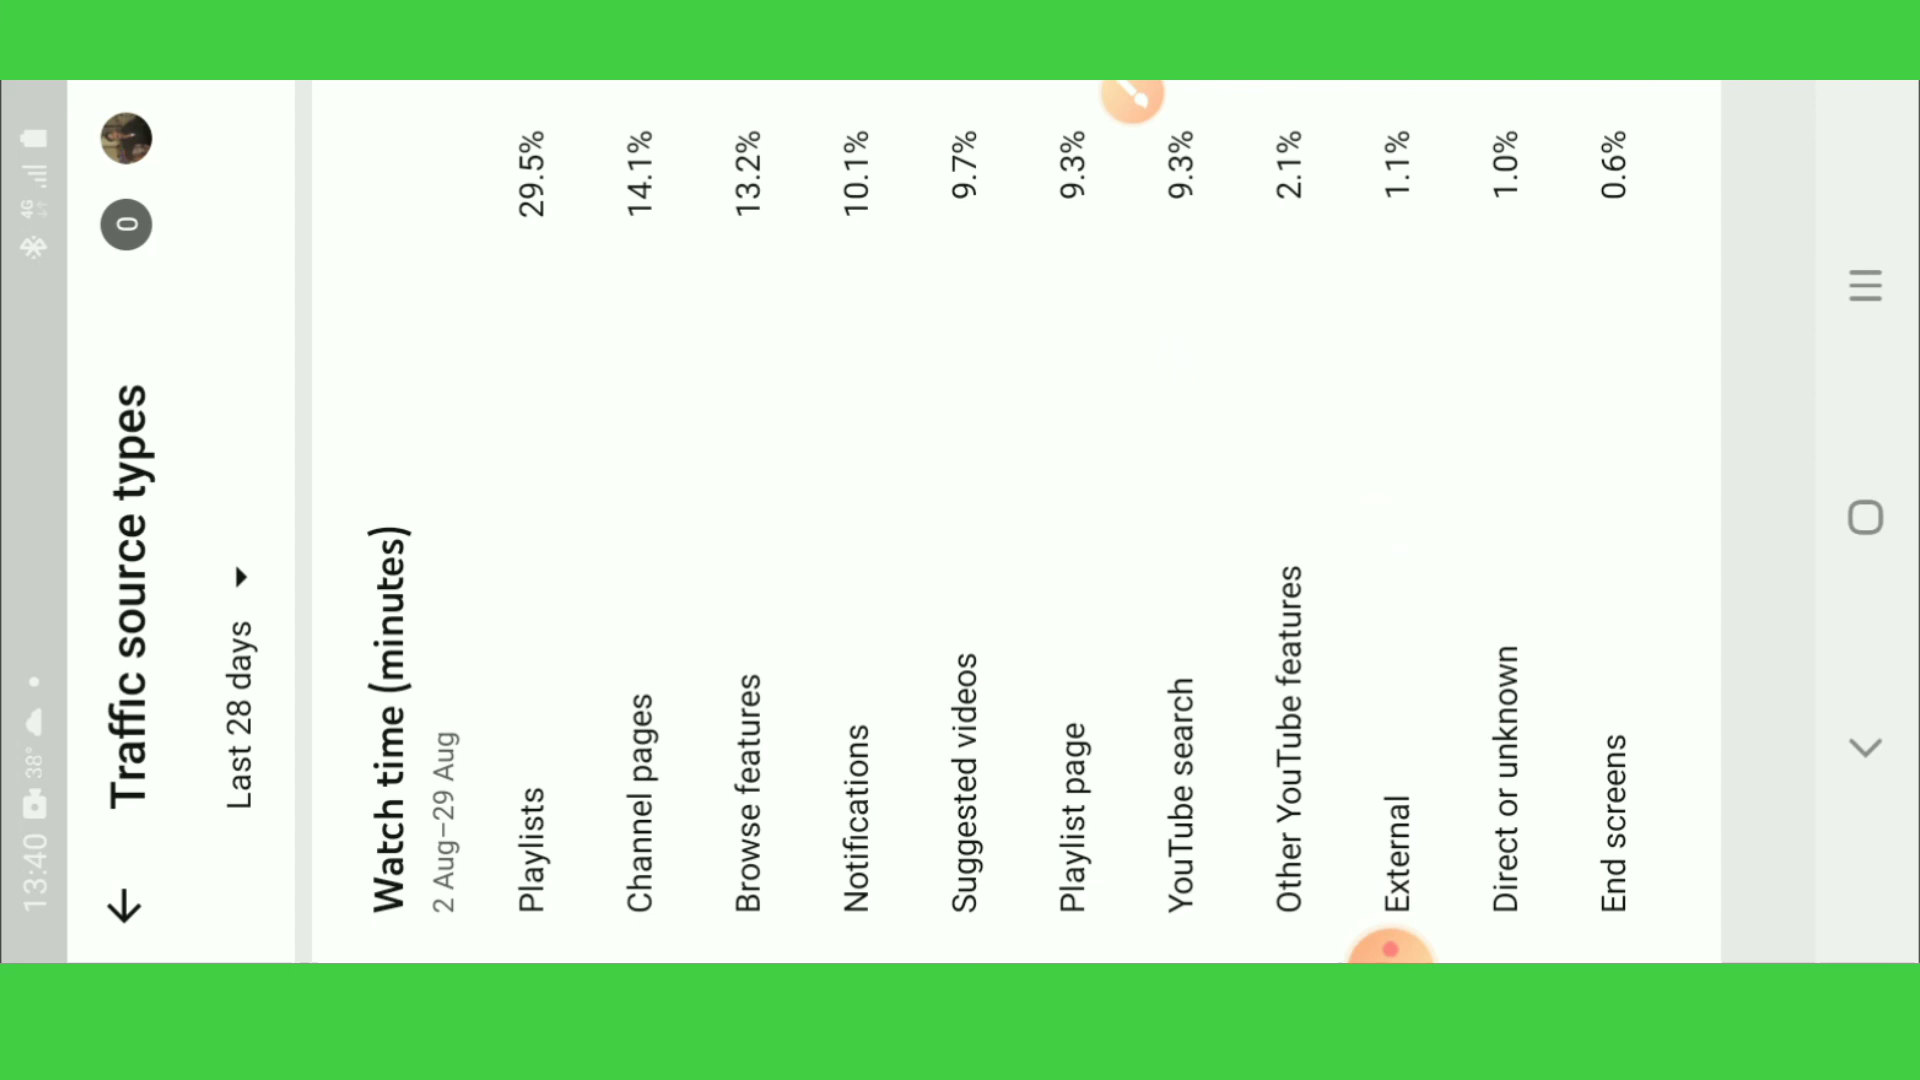 13:40 38° 4G
Traffic source types 0
Last 28 days
Watch time (minutes)
2 Aug–29 Aug
Playlists 29.5%
Channel pages 14.1%
Browse features 13.2%
Notifications 10.1%
Suggested videos 9.7%
Playlist page 9.3%
YouTube search 9.3%
Other YouTube features 2.1%
External 1.1%
Direct or unknown 1.0%
End screens 0.6%